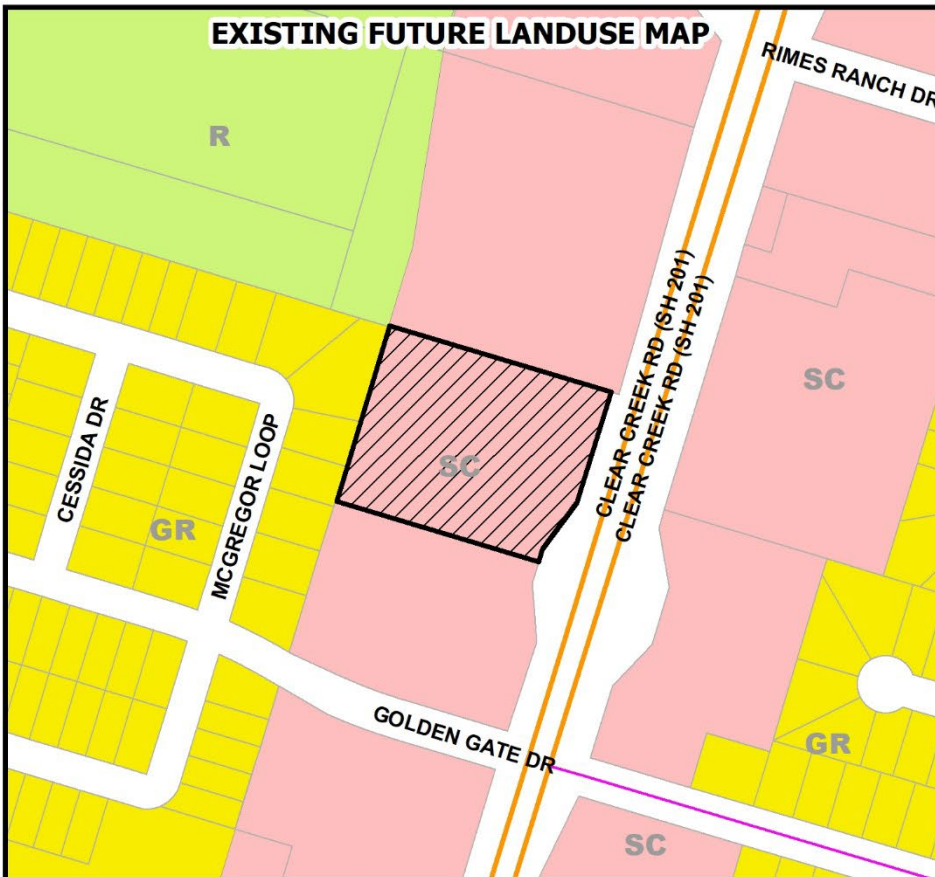 EXISTING FUTURE LANDUSE MAP
RIMES RANCH DR
R
CLEAR CREEK RD (SH 201)
CLEAR CREEK RD (SH 201)
SC
SC
CESSIDA DR
MCGREGOR LOOP
GR
GOLDEN GATE DR
GR
SC